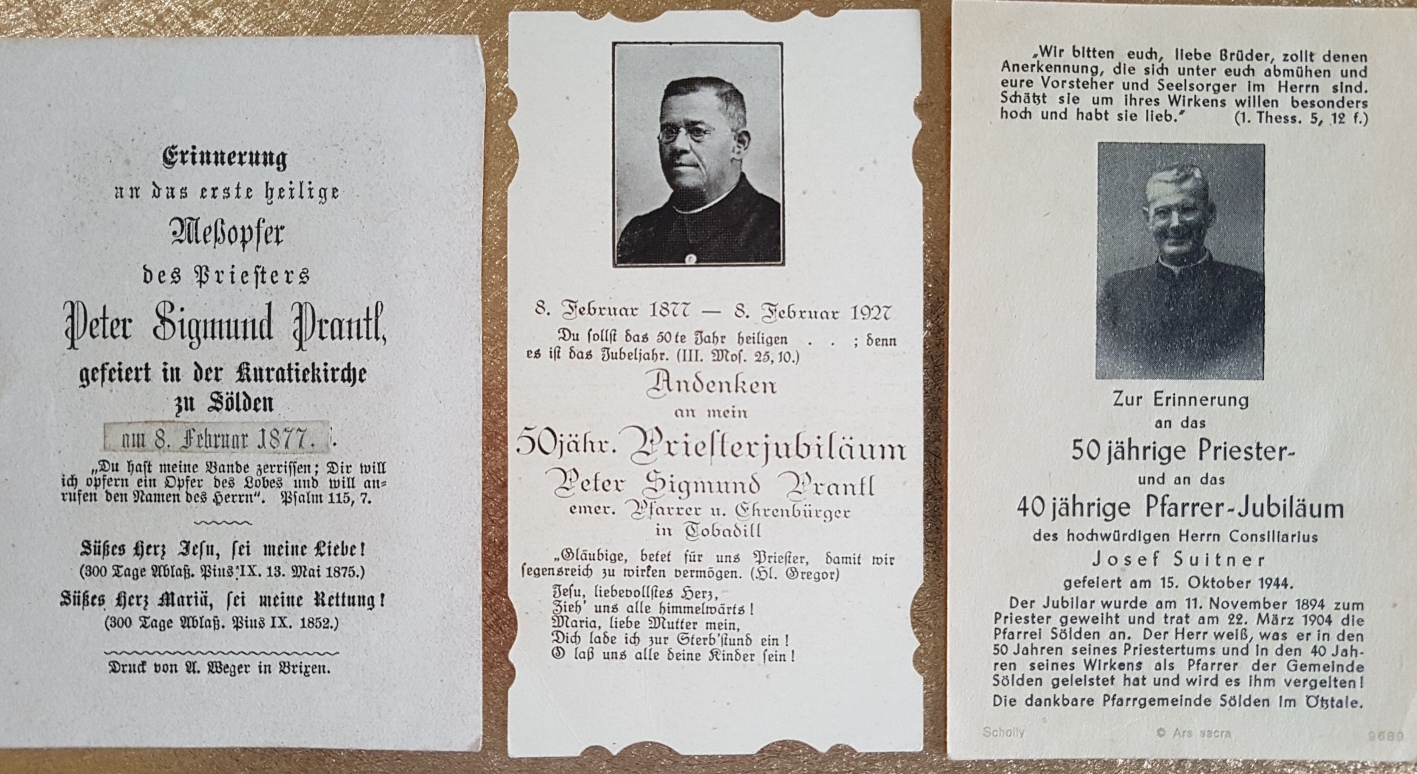 Erinnerung
an das erste heilige
Meßopfer
des Priesters
Peter Sigmund Prantl,
gefeiert in der Kuratiekirche
zu Sölden
am 8. Februar 1877.
„Du hast meine Bande zerrissen; Dir will
ich opfern ein Opfer des Lobes und will an=
rufen den Namen des Herrn“. Psalm 115, 7.
Süßes Herz Jesu, sei meine Liebe!
(300 Tage Ablaß. Pius IX. 13. Mai 1875.)
Süßes Herz Mariä, sei meine Rettung!
(300 Tage Ablaß. Pius IX. 1852.)
Druck von A. Weger in Brixen.
8. Februar 1877 — 8. Februar 1927
Du sollst das 50te Jahr heiligen . . ; denn
es ist das Jubeljahr. (III. Mos. 25, 10.)
Andenken
an mein
50jähr. Priesterjubiläum
Peter Sigmund Prantl
emer. Pfarrer u. Ehrenbürger
in Tobadill
„Gläubige, betet für uns Priester, damit wir
segensreich zu wirken vermögen. (Hl. Gregor)
Jesu, liebevollstes Herz,
Zieh' uns alle himmelwärts!
Maria, liebe Mutter mein,
Dich lade ich zur Sterb'stund ein!
O laß uns alle deine Kinder sein!
„Wir bitten euch, liebe Brüder, zollt denen
Anerkennung, die sich unter euch abmühen und
eure Vorsteher und Seelsorger im Herrn sind.
Schätzt sie um ihres Wirkens willen besonders
hoch und habt sie lieb.“ (1. Thess. 5, 12 f.)
Zur Erinnerung
an das
50 jährige Priester-
und an das
40 jährige Pfarrer-Jubiläum
des hochwürdigen Herrn Consiliarius
Josef Suitner
gefeiert am 15. Oktober 1944.
Der Jubilar wurde am 11. November 1894 zum
Priester geweiht und trat am 22. März 1904 die
Pfarrei Sölden an. Der Herr weiß, was er in den
50 Jahren seines Priestertums und in den 40 Jah-
ren seines Wirkens als Pfarrer der Gemeinde
Sölden geleistet hat und wird es ihm vergelten!
Die dankbare Pfarrgemeinde Sölden im Ötztale.
Scholly © Ars sacra 9689